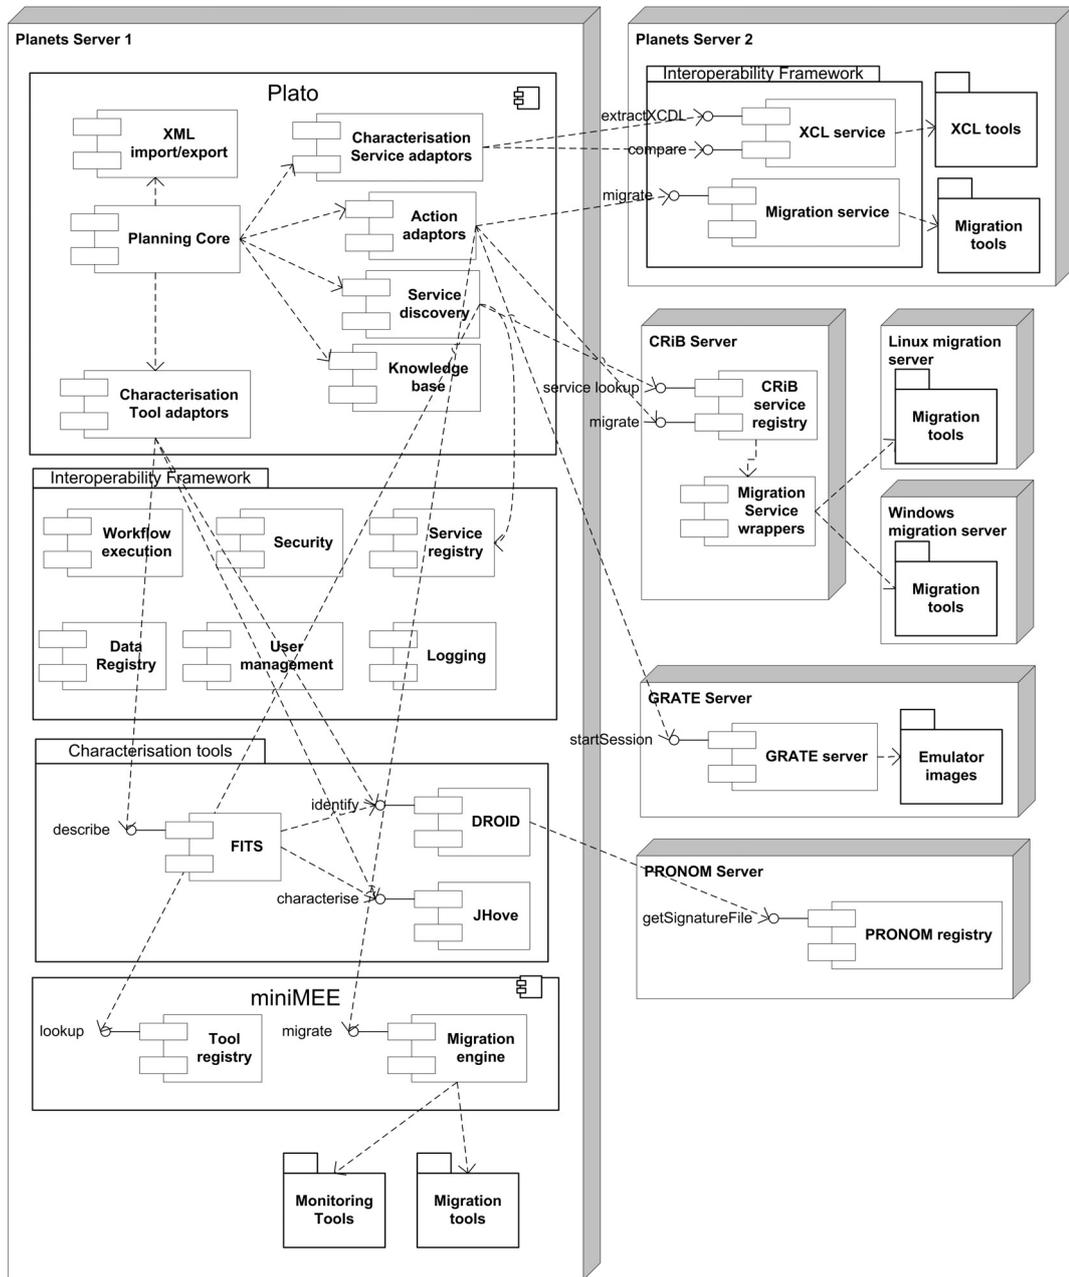 Planets Server 1
Plato
XML
import/export
Characterisation
Service adaptors
Planning Core
Action
adaptors
Service
discovery
Knowledge
base
Characterisation
Tool adaptors
Interoperability Framework
Workflow
execution
Security
Service
registry
Data
Registry
User
management
Logging
Characterisation tools
describe
FITS
identify
DROID
characterise
JHove
miniMEE
lookup
Tool
registry
migrate
Migration
engine
Monitoring
Tools
Migration
tools
Planets Server 2
Interoperability Framework
extractXCDL
compare
XCL service
XCL tools
migrate
Migration service
Migration
tools
CRiB Server
service lookup
migrate
CRiB
service
registry
Migration
Service
wrappers
Linux migration
server
Migration
tools
Windows
migration server
Migration
tools
GRATE Server
startSession
GRATE server
Emulator
images
PRONOM Server
getSignatureFile
PRONOM registry